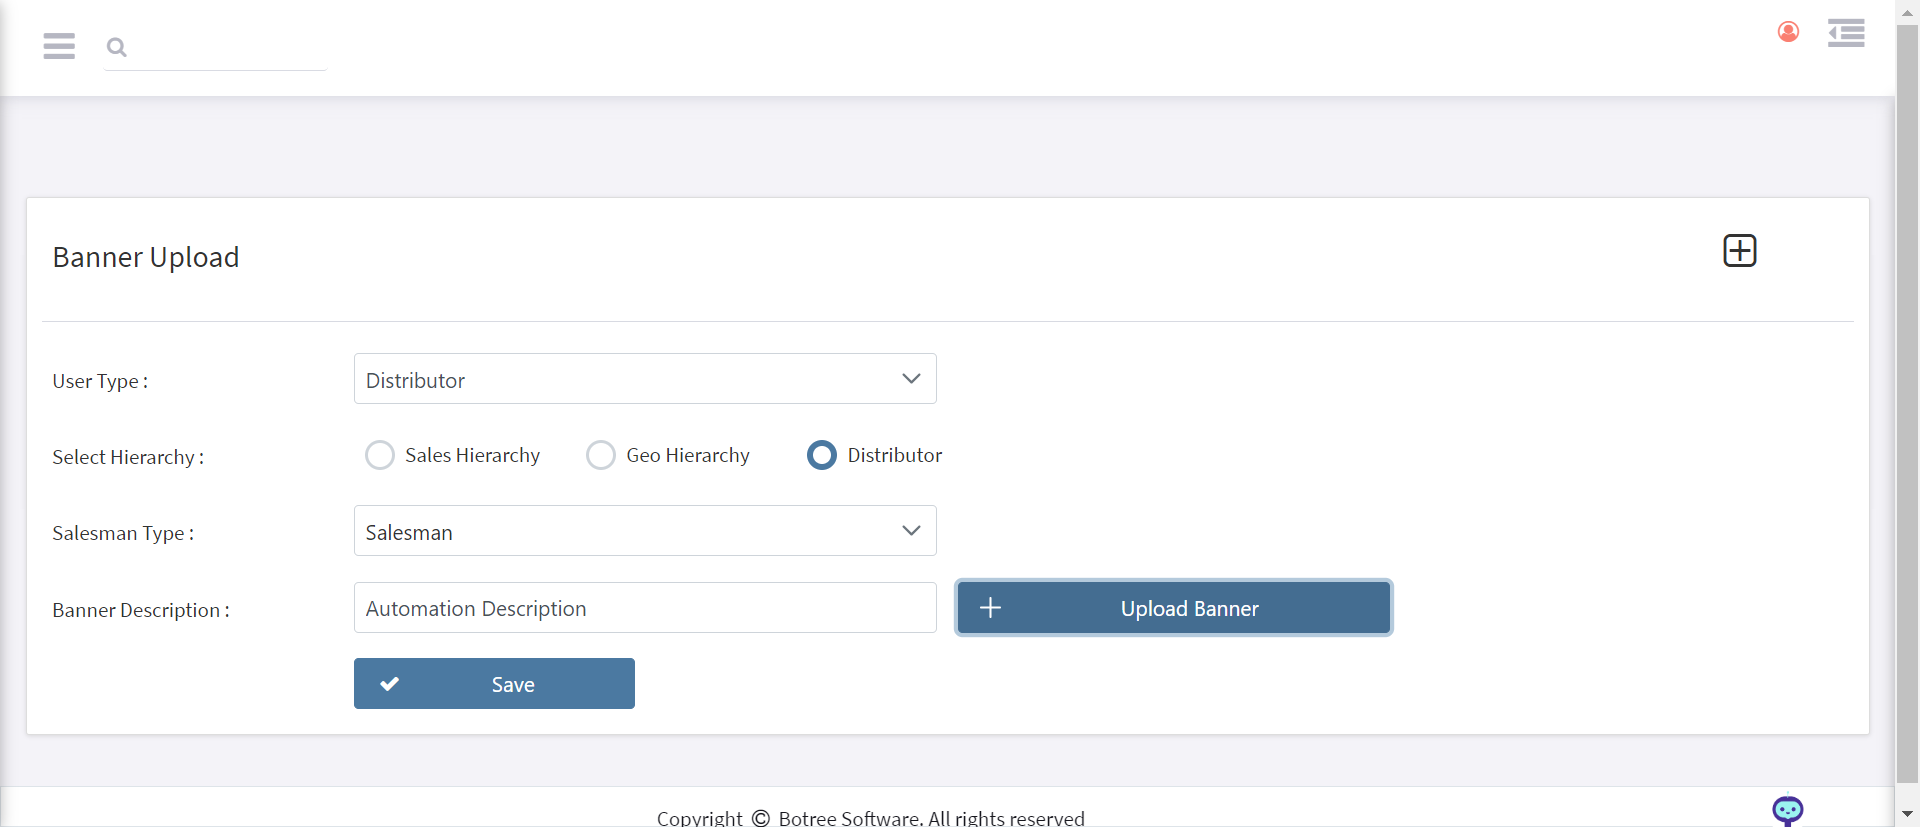 Banner Upload
User Type :
Distributor
Select Hierarchy :
Sales Hierarchy
Geo Hierarchy
Distributor
Salesman Type :
Salesman
Banner Description :
Automation Description
Upload Banner
Save
Copyright © Botree Software. All rights reserved